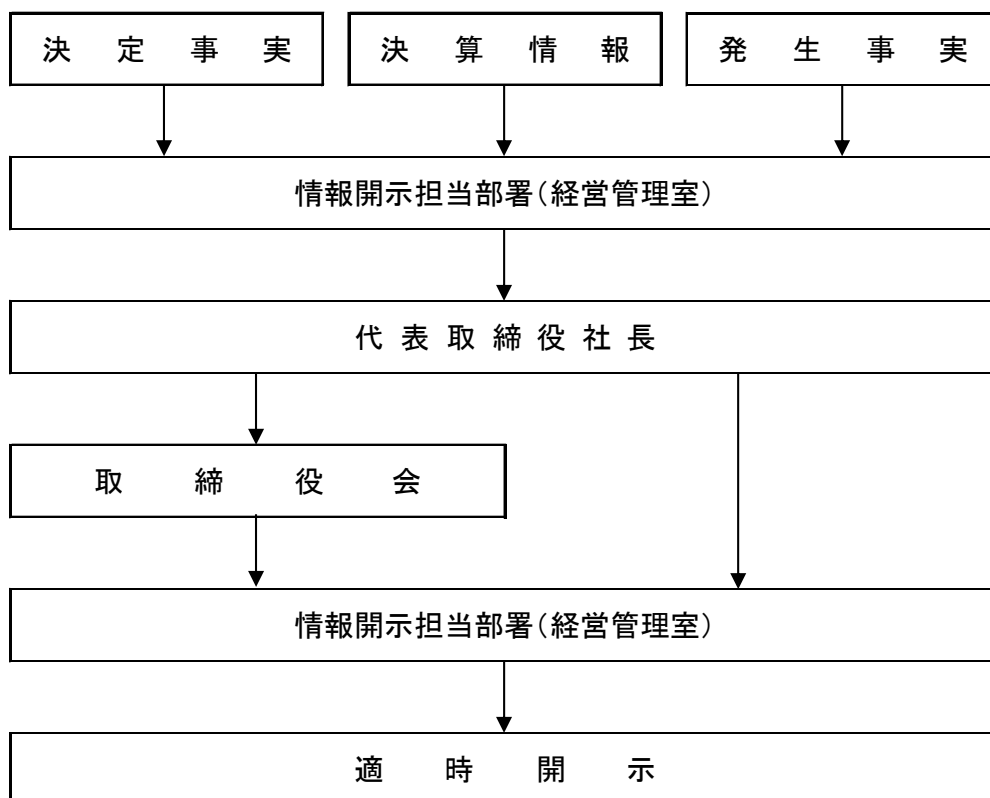 決定事実
決算情報
発生事実
情報開示担当部署（経営管理室）
代表取締役社長
取締役会
情報開示担当部署（経営管理室）
適時開示